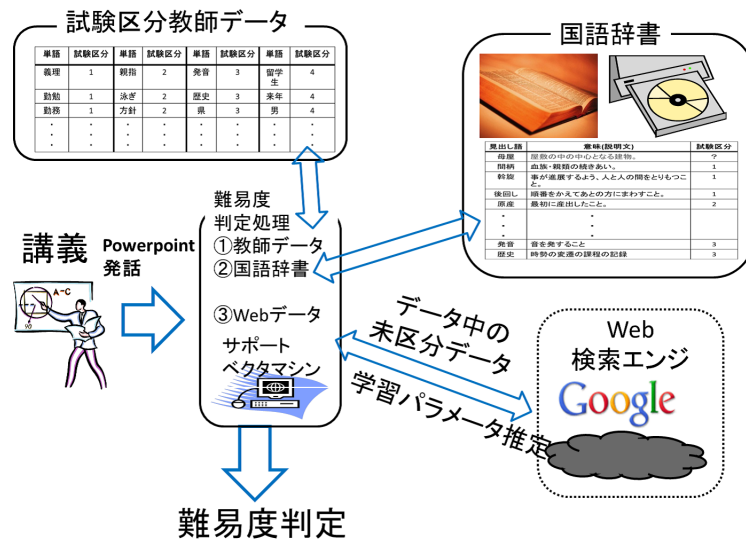 試験区分教師データ
単語 試験区分 単語 試験区分 単語 試験区分 単語 試験区分
義理 1 親指 2 発音 3 留学生 4
勤勉 1 泳ぎ 2 歴史 3 来年 4
勤務 1 方針 2 県 3 男 4
・ ・ ・ ・ ・ ・ ・ ・
・ ・ ・ ・ ・ ・ ・ ・
・ ・ ・ ・ ・ ・ ・ ・
国語辞書
見出し語 意味(説明文) 試験区分
母屋 屋敷の中の中心となる建物。 ?
間柄 血族・親類の続きあい。 1
斡旋 事が進展するよう、人と人の間をとりもつこと。 1
後回し 順番をかえてあとの方にまわすこと。 1
原産 最初に産出したこと。 2
・ ・ ・
・ ・ ・
・ ・ ・
発音 音を発すること 3
歴史 時勢の変遷の課程の記録 3
難易度
判定処理
①教師データ
②国語辞書
③Webデータ
サポート
ベクタマシン
講義
Powerpoint
発話
A-C
90
データ中の
未区分データ
学習パラメータ推定
Web
検索エンジ
Google
難易度判定